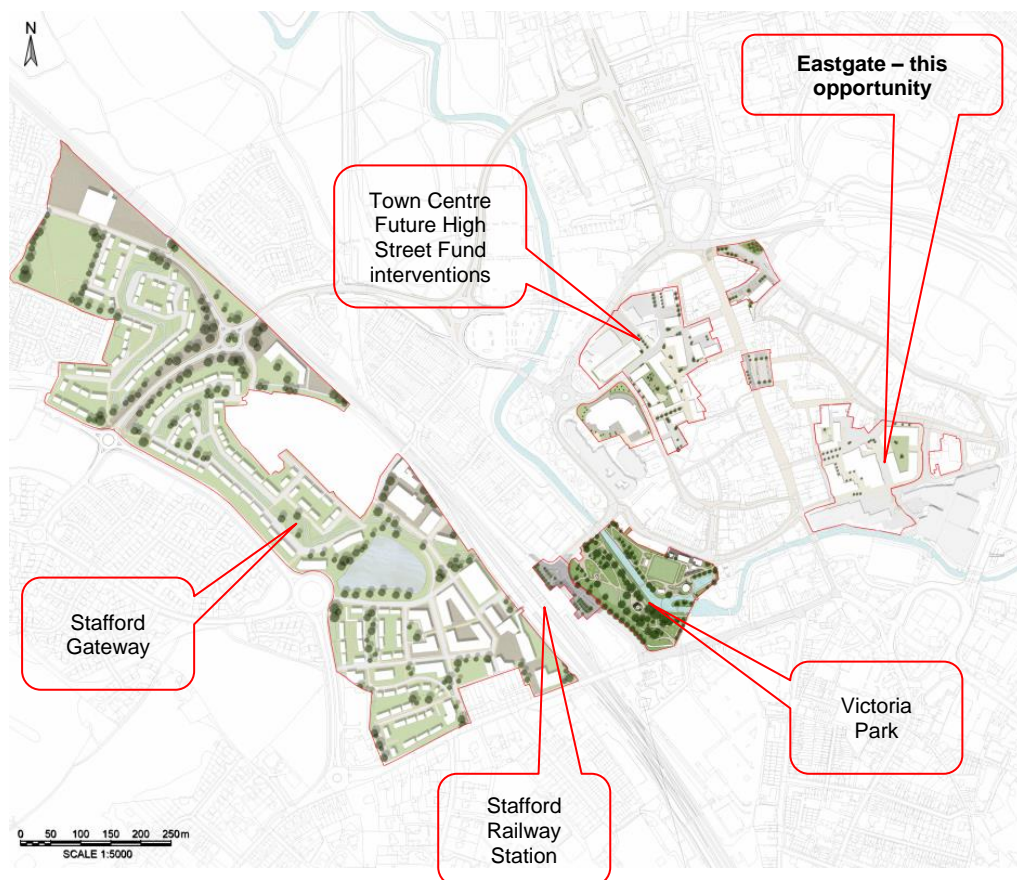 N
Eastgate – this
opportunity
Town Centre
Future High
Street Fund
interventions
Stafford
Gateway
Victoria
Park
Stafford
Railway
Station
0 50 100 150 200 250m
SCALE 1:5000